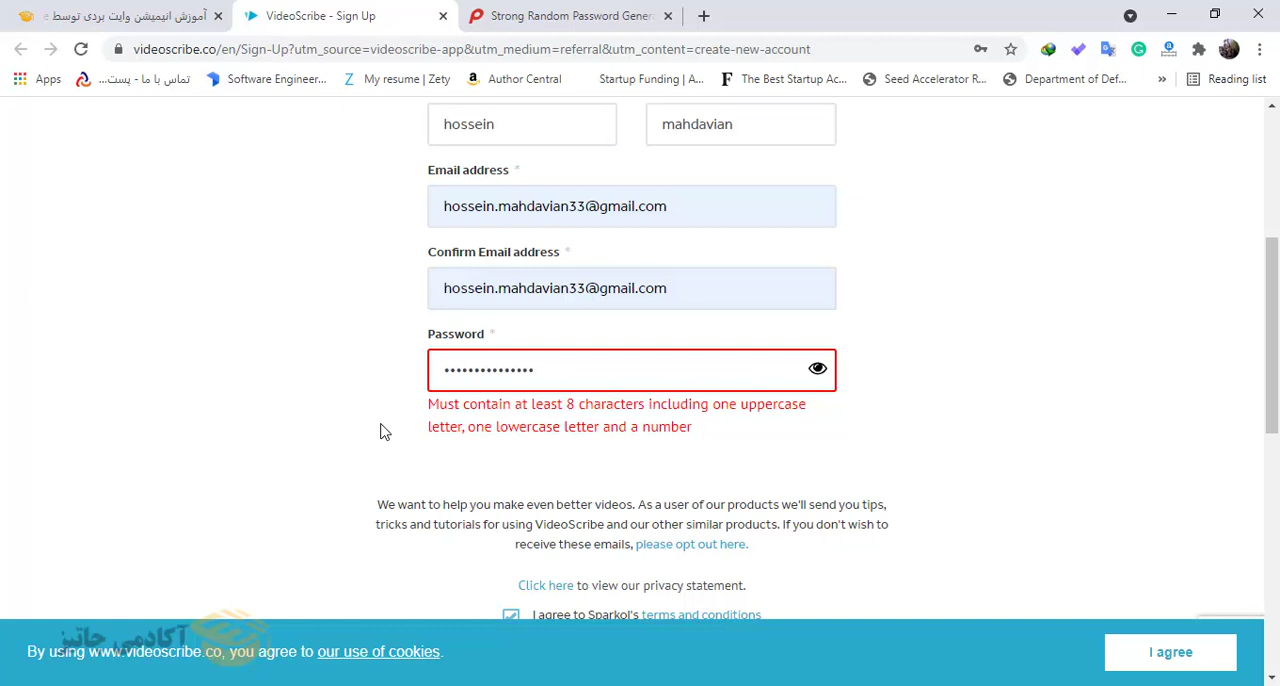 آموزش انیمیشن وایت بردی توسط e
VideoScribe - Sign Up
Strong Random Password Gener
videoscribe.co/en/Sign-Up?utm_source=videoscribe-app&utm_medium=referral&utm_content=create-new-account
Apps
تماس با ما - پست...
Software Engineer...
My resume | Zety
Author Central
Startup Funding | A...
The Best Startup Ac...
Seed Accelerator R...
Department of Def...
»
Reading list
hossein
mahdavian
Email address *
hossein.mahdavian33@gmail.com
Confirm Email address *
hossein.mahdavian33@gmail.com
Password *
•••••••••••••••
Must contain at least 8 characters including one uppercase
letter, one lowercase letter and a number
We want to help you make even better videos. As a user of our products we'll send you tips,
tricks and tutorials for using VideoScribe and our other similar products. If you don't wish to
receive these emails, please opt out here.
Click here to view our privacy statement.
I agree to Sparkol's terms and conditions
آکادمی جاتیز
By using www.videoscribe.co, you agree to our use of cookies.
I agree